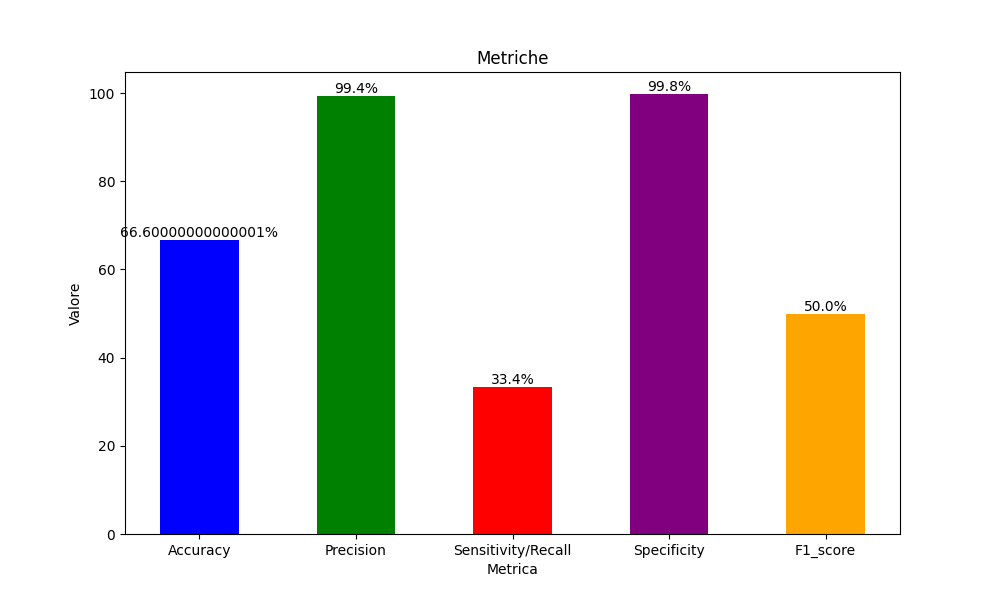 Metriche
Valore
100
80
60
40
20
0
66.60000000000001%
99.4%
33.4%
99.8%
50.0%
Accuracy
Precision
Sensitivity/Recall
Specificity
F1_score
Metrica